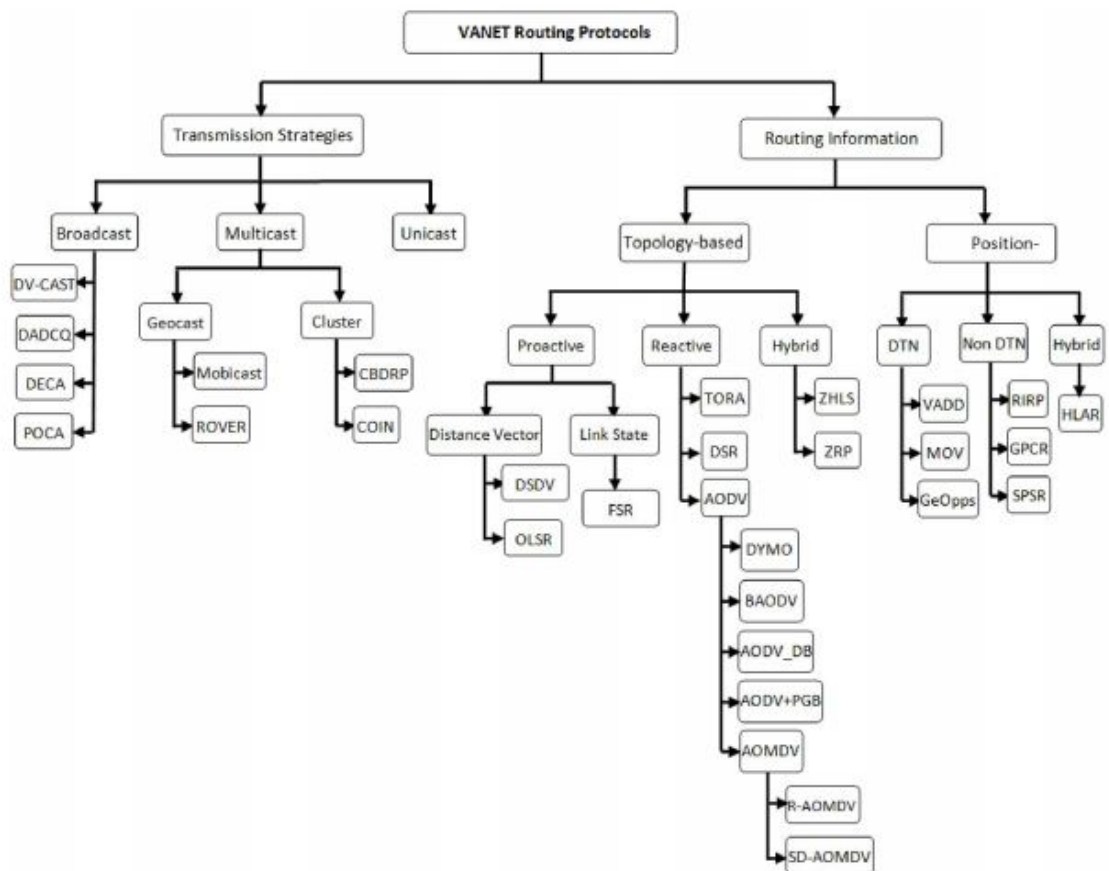 VANET Routing Protocols
Transmission Strategies
Routing Information
Broadcast
Multicast
Unicast
Topology-based
Position-
DV-CAST
DADCQ
DECA
POCA
Geocast
Cluster
Mobicast
ROVER
CBDRP
COIN
Proactive
Reactive
Hybrid
DTN
Non DTN
Hybrid
Distance Vector
Link State
DSDV
OLSR
FSR
TORA
DSR
AODV
ZHLS
ZRP
VADD
MOV
GeOpps
RIRP
GPCR
SPSR
HLAR
DYMO
BAODV
AODV_DB
AODV+PGB
AOMDV
R-AOMDV
SD-AOMDV